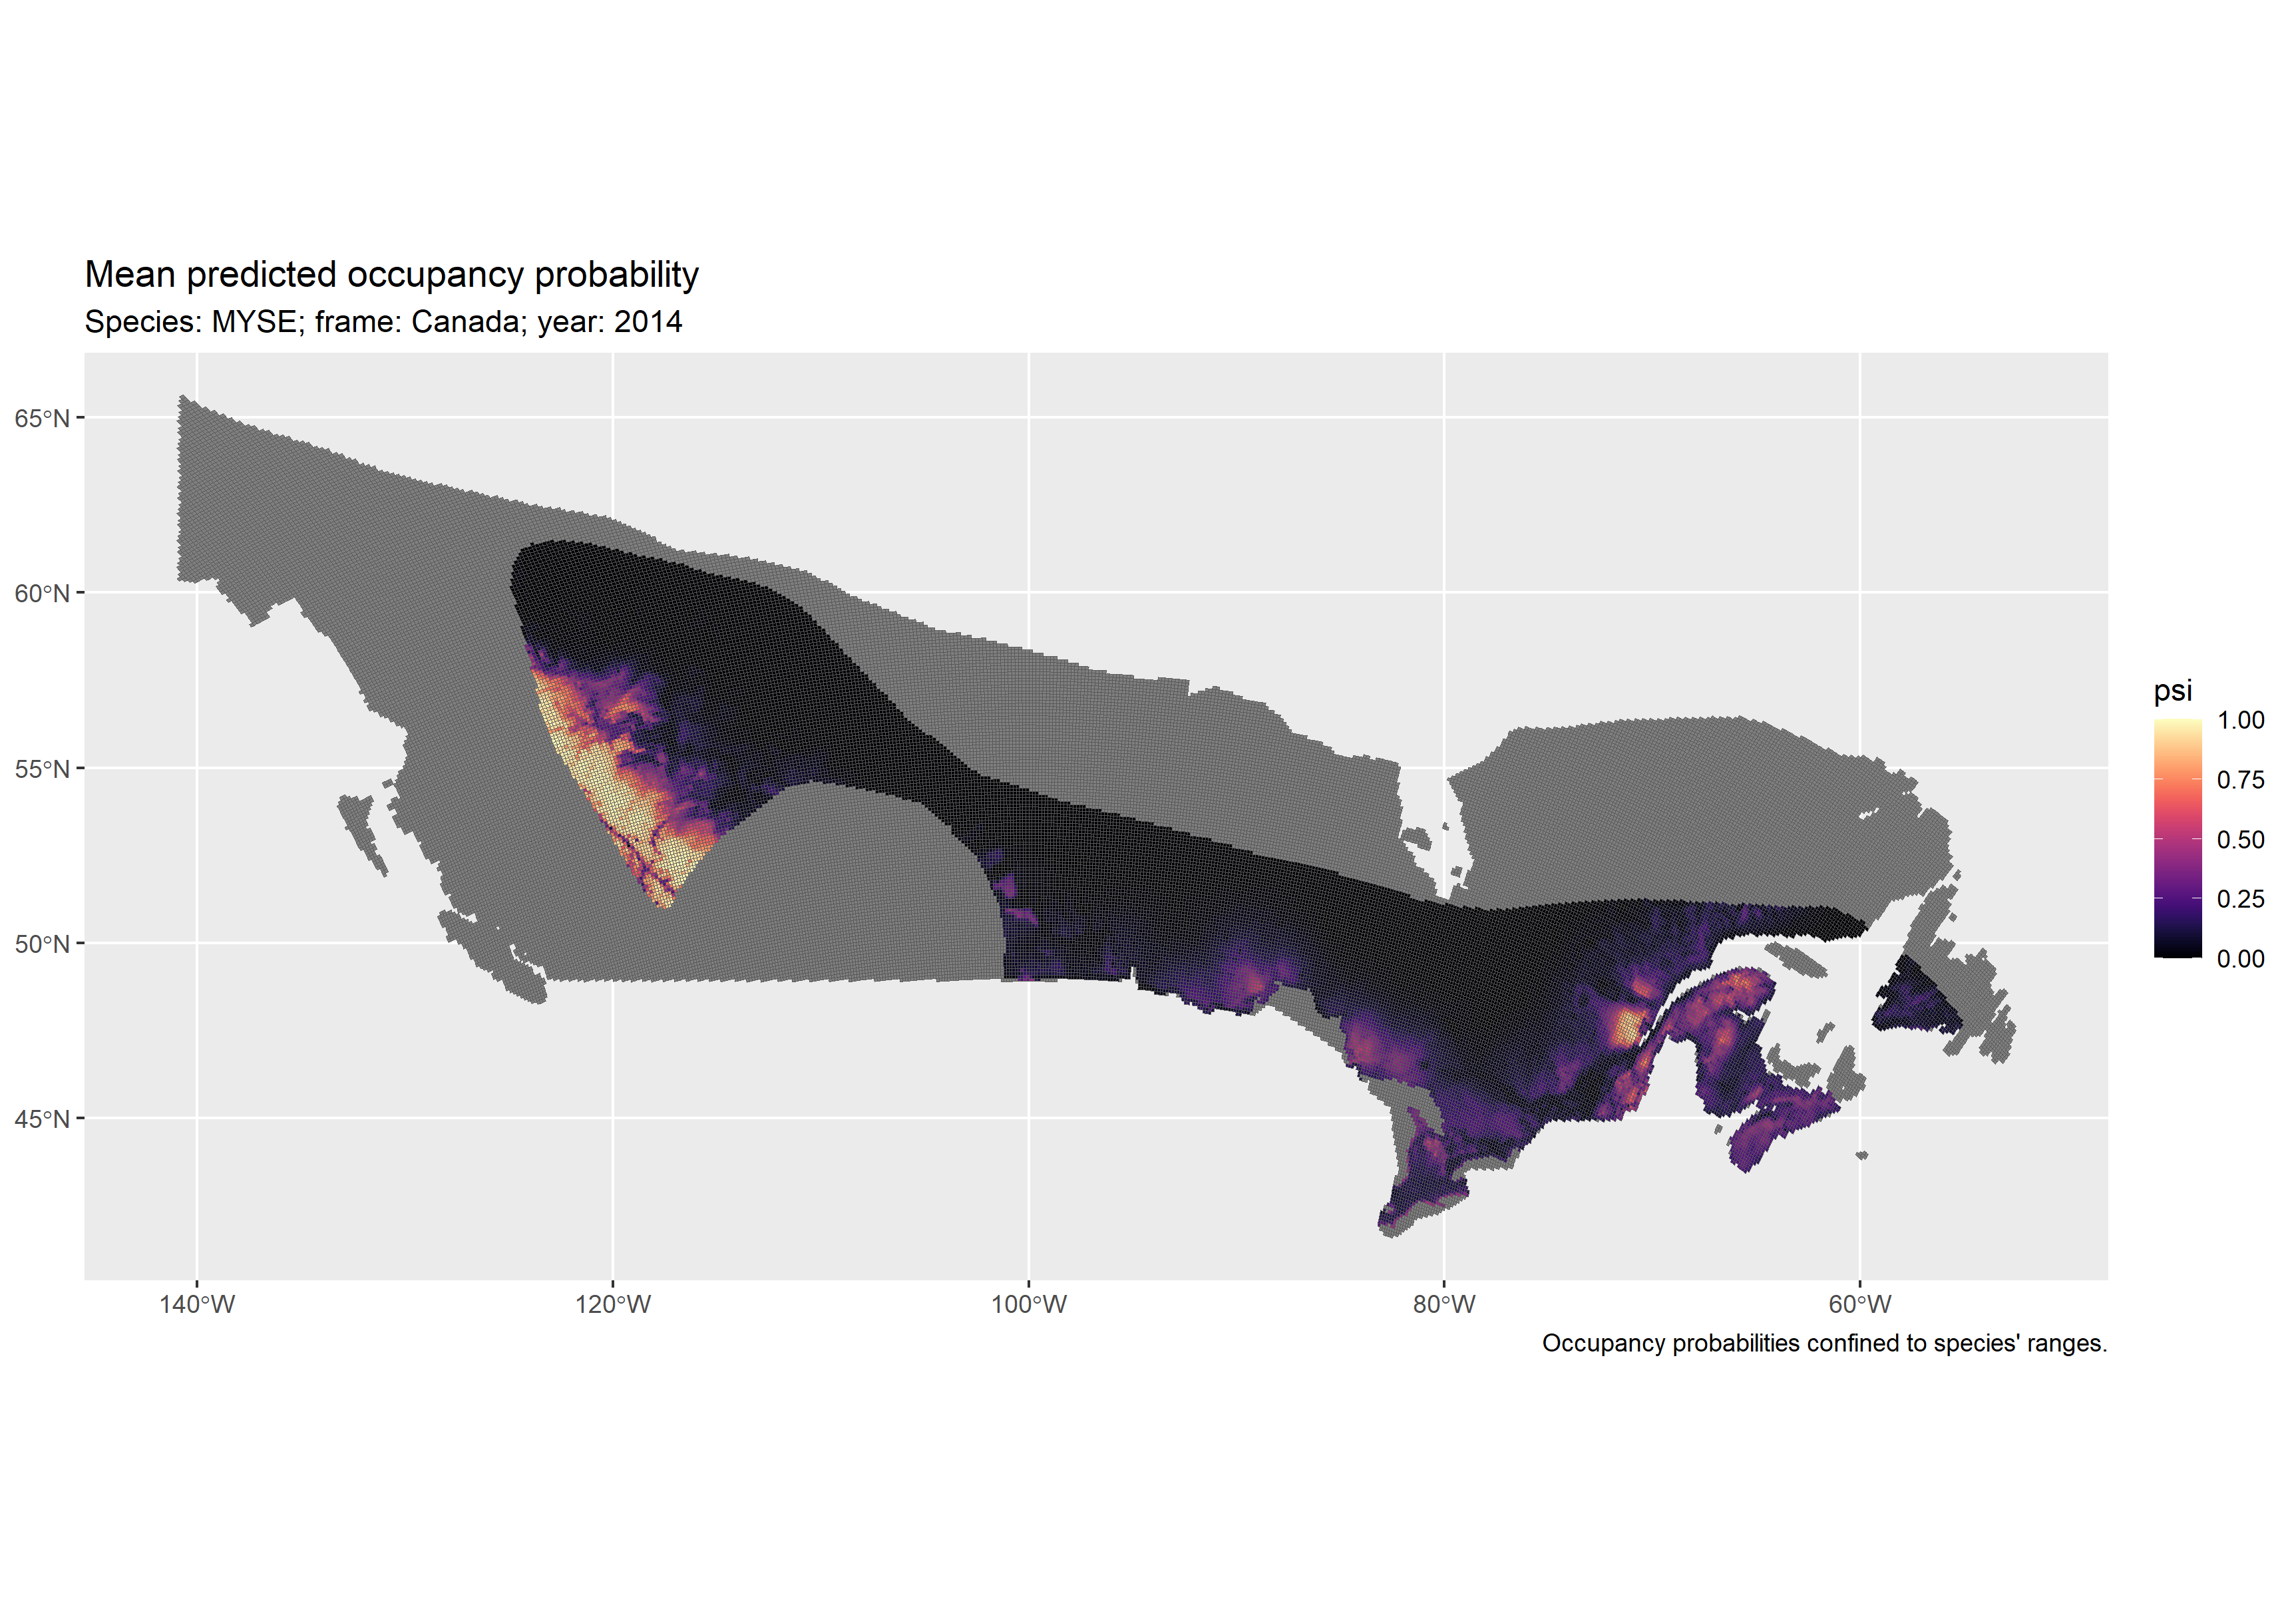 Mean predicted occupancy probability
Species: MYSE; frame: Canada; year: 2014
65°N
60°N
55°N
50°N
45°N
140°W
120°W
100°W
80°W
60°W
psi
1.00
0.75
0.50
0.25
0.00
Occupancy probabilities confined to species' ranges.